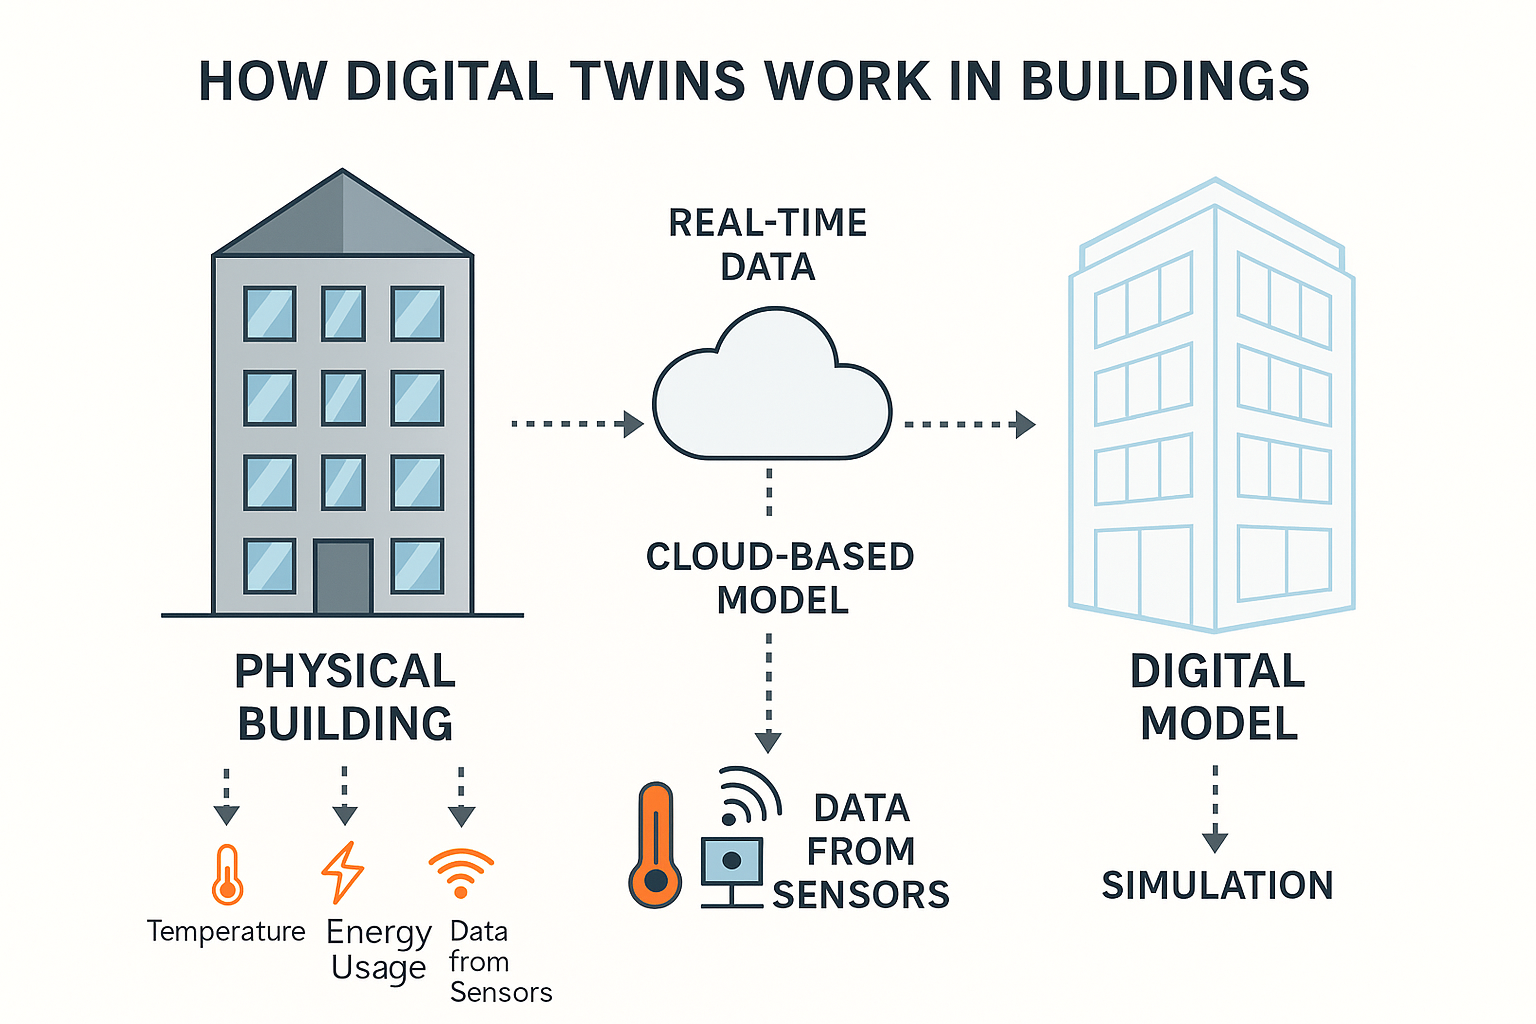 HOW DIGITAL TWINS WORK IN BUILDINGS
REAL-TIME
DATA
CLOUD-BASED
MODEL
PHYSICAL
BUILDING
DIGITAL
MODEL
DATA
FROM
SENSORS
SIMULATION
Temperature
Energy
Usage
Data
from
Sensors